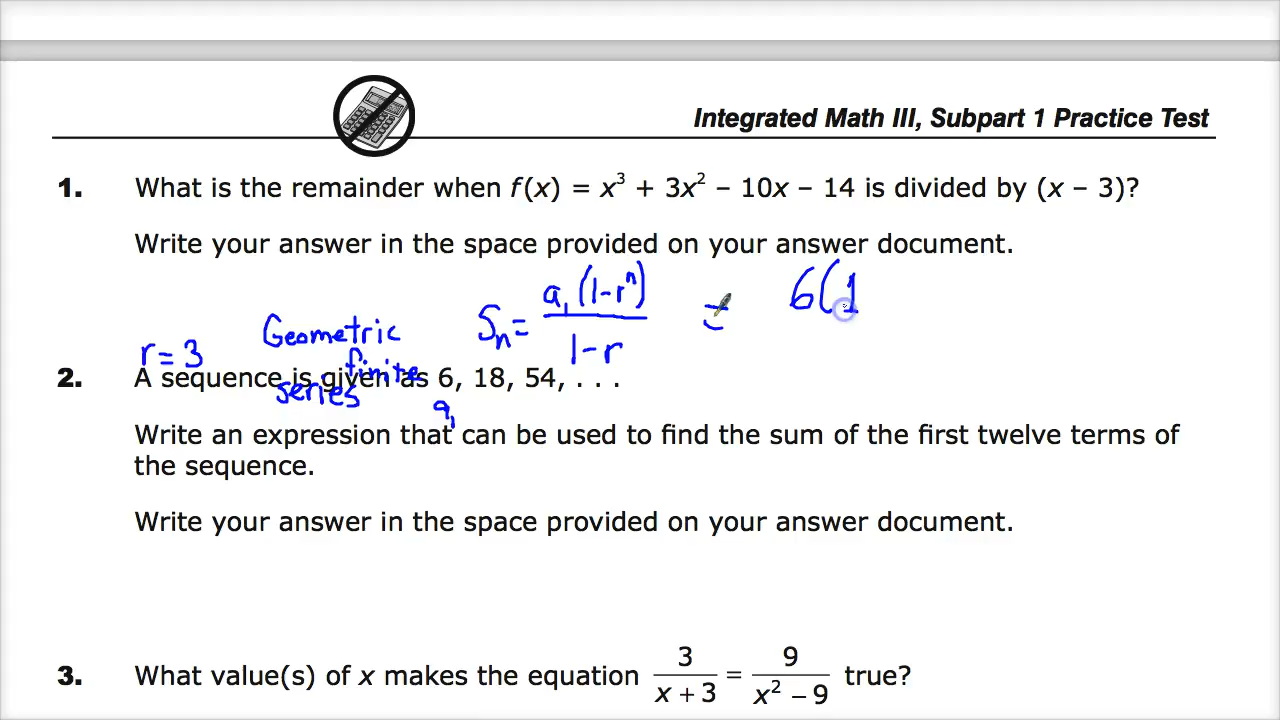 Integrated Math III, Subpart 1 Practice Test
1. What is the remainder when f(x) = x³ + 3x² – 10x – 14 is divided by (x – 3)?
Write your answer in the space provided on your answer document.
Sₙ = a₁(1-rⁿ)/(1-r) = 6(1
Geometric
r = 3
finite
series
2. A sequence is given as 6, 18, 54, . . .
a₁
Write an expression that can be used to find the sum of the first twelve terms of
the sequence.
Write your answer in the space provided on your answer document.
3. What value(s) of x makes the equation 3/(x + 3) = 9/(x² – 9) true?